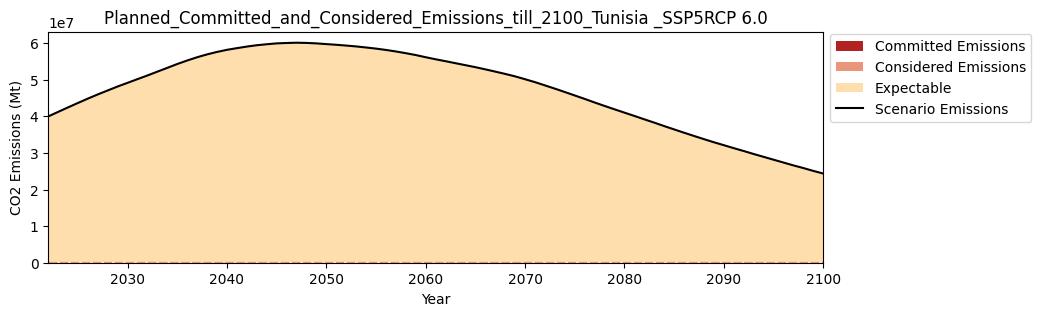 Planned_Committed_and_Considered_Emissions_till_2100_Tunisia _SSP5RCP 6.0
1e7
6
5
4
3
2
1
0
CO2 Emissions (Mt)
2030 2040 2050 2060 2070 2080 2090 2100
Year
Committed Emissions
Considered Emissions
Expectable
Scenario Emissions